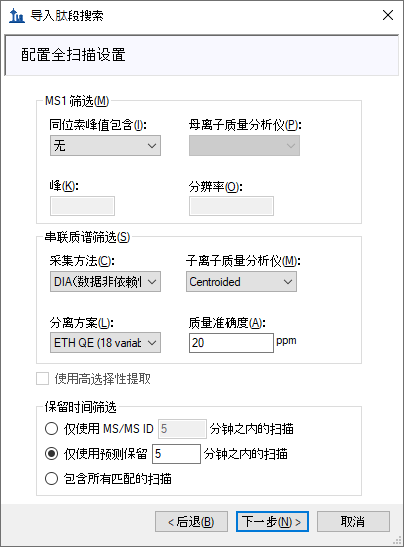 导入肽段搜索
配置全扫描设置
MS1 筛选(M)
同位素峰值包含(I): 母离子质量分析仪(P):
无
峰(K): 分辨率(O):
串联质谱筛选(S)
采集方法(C): 子离子质量分析仪(M):
DIA(数据非依赖性 Centroided
分离方案(L): 质量准确度(A):
ETH QE (18 variab 20 ppm
使用高选择性提取
保留时间筛选
仅使用 MS/MS ID 5 分钟之内的扫描
仅使用预测保留 5 分钟之内的扫描
包含所有匹配的扫描
< 后退(B) 下一步(N) > 取消